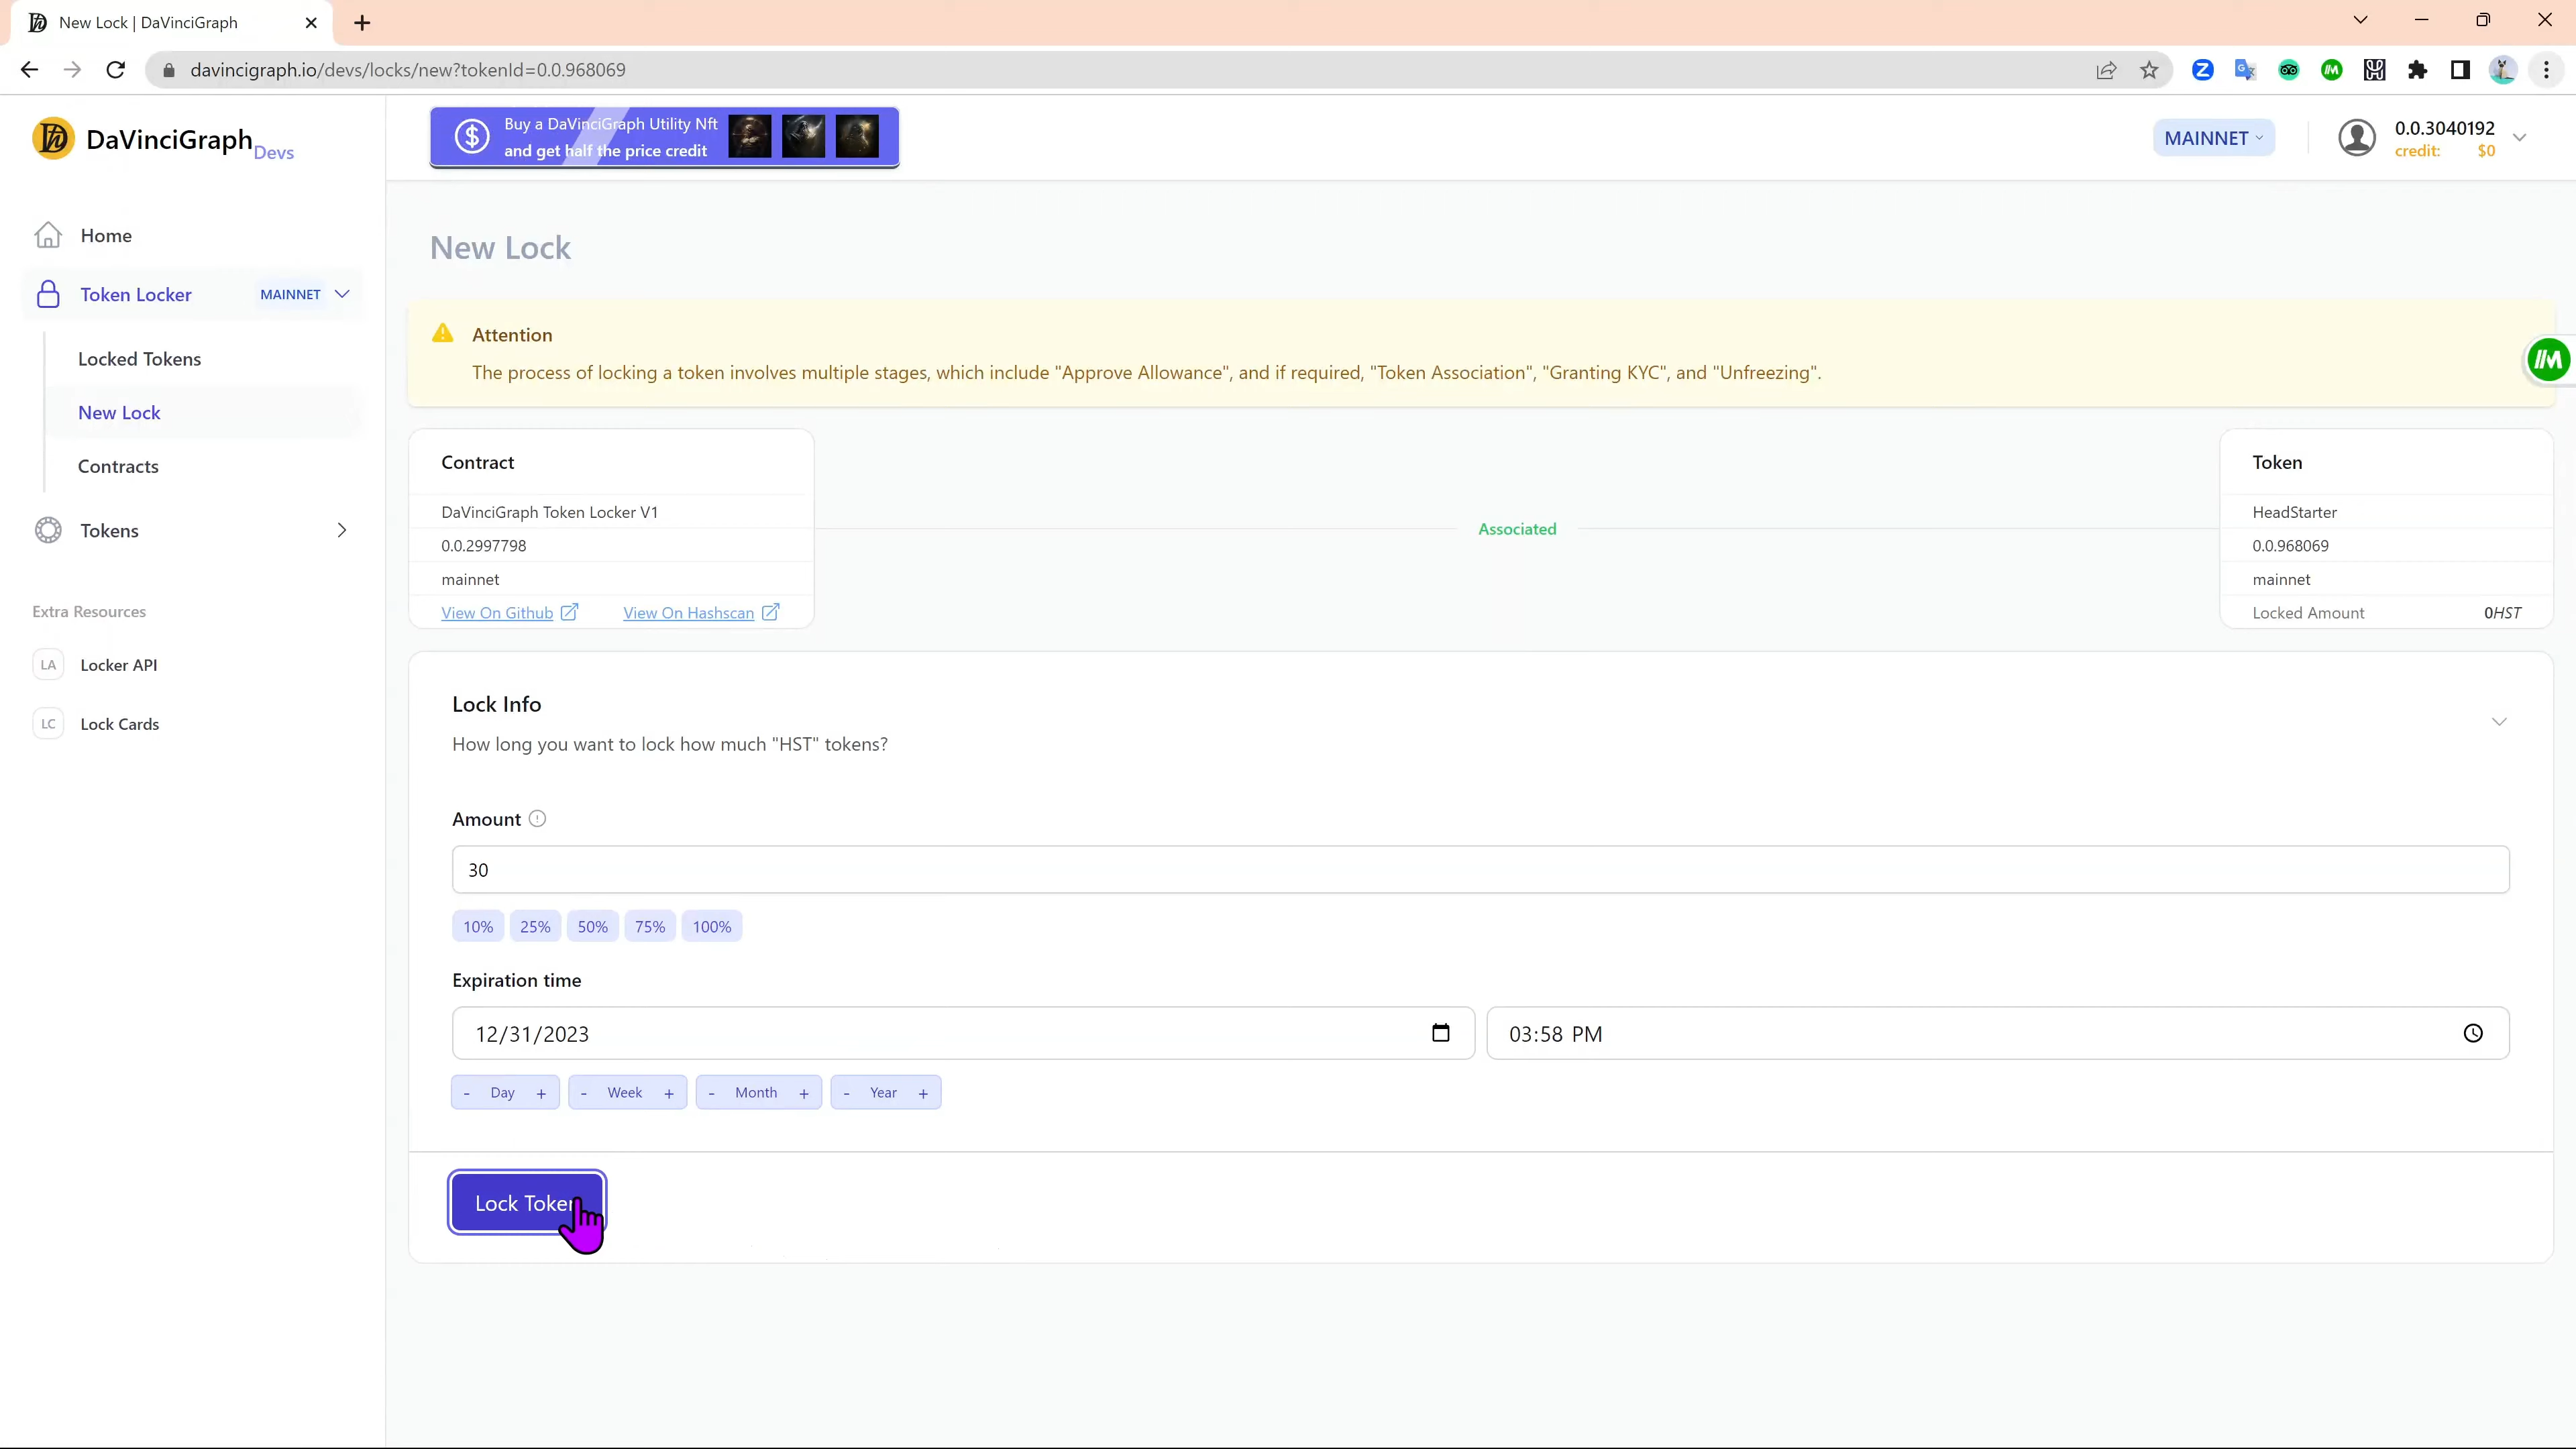 New Lock | DaVinciGraph
davincigraph.io/devs/locks/new?tokenId=0.0.968069
DaVinciGraph Devs
Buy a DaVinciGraph Utility Nft
and get half the price credit
MAINNET
0.0.3040192
credit: $0
Home
Token Locker MAINNET
Locked Tokens
New Lock
Contracts
Tokens
Extra Resources
LA Locker API
LC Lock Cards
New Lock
Attention
The process of locking a token involves multiple stages, which include "Approve Allowance", and if required, "Token Association", "Granting KYC", and "Unfreezing".
Contract
DaVinciGraph Token Locker V1
0.0.2997798
mainnet
View On Github View On Hashscan
Associated
Token
HeadStarter
0.0.968069
mainnet
Locked Amount 0HST
Lock Info
How long you want to lock how much "HST" tokens?
Amount
30
10% 25% 50% 75% 100%
Expiration time
12/31/2023 03:58 PM
- Day + - Week + - Month + - Year +
Lock Token